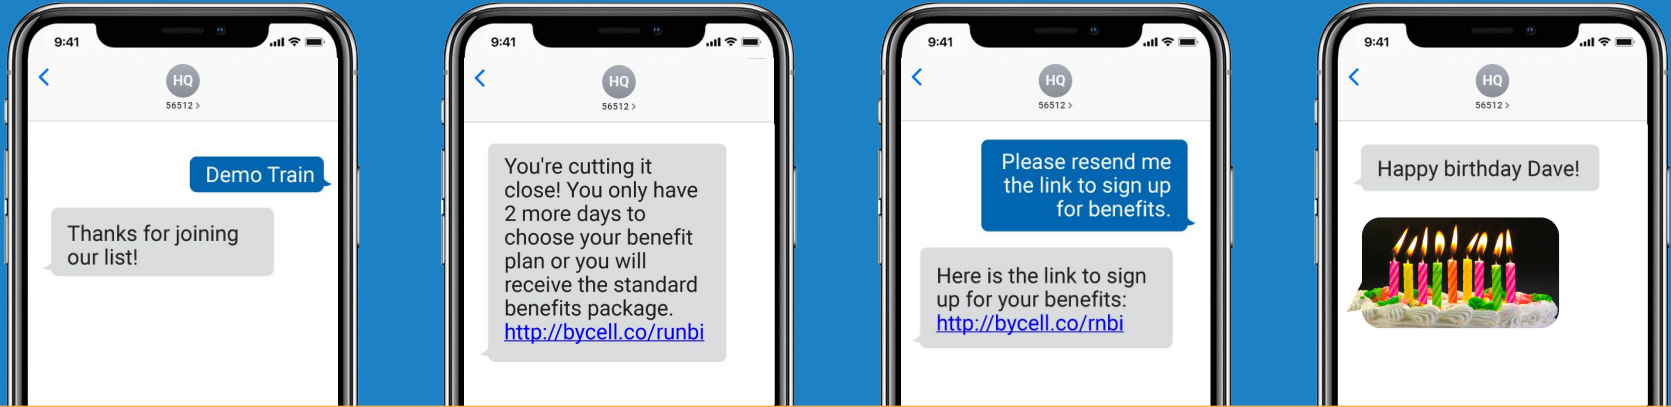 9:41
HQ
56512 >
Demo Train
Thanks for joining
our list!
9:41
HQ
56512 >
You're cutting it
close! You only have
2 more days to
choose your benefit
plan or you will
receive the standard
benefits package.
http://bycell.co/runbi
9:41
HQ
56512 >
Please resend me
the link to sign up
for benefits.
Here is the link to sign
up for your benefits:
http://bycell.co/rnbi
9:41
HQ
56512 >
Happy birthday Dave!